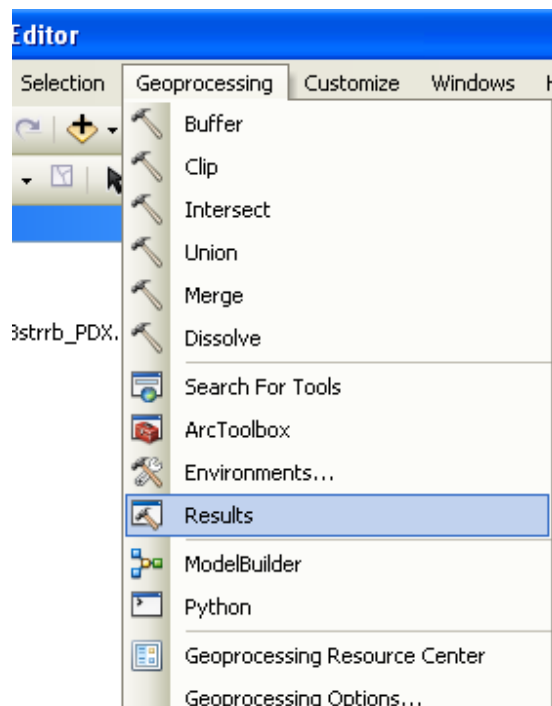 Editor
Selection Geoprocessing Customize Windows
Buffer
Clip
Intersect
Union
Merge
3strrb_PDX.
Dissolve
Search For Tools
ArcToolbox
Environments...
Results
ModelBuilder
Python
Geoprocessing Resource Center
Geoprocessing Options...